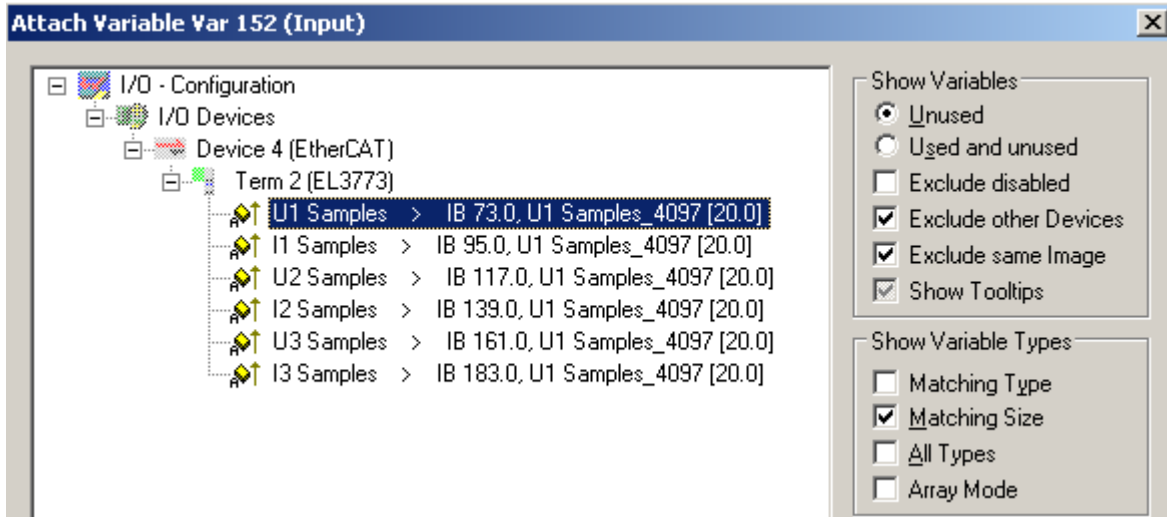 Attach Variable Var 152 (Input)
I/O - Configuration
I/O Devices
Device 4 (EtherCAT)
Term 2 (EL3773)
U1 Samples > IB 73.0, U1 Samples_4097 [20.0]
I1 Samples > IB 95.0, U1 Samples_4097 [20.0]
U2 Samples > IB 117.0, U1 Samples_4097 [20.0]
I2 Samples > IB 139.0, U1 Samples_4097 [20.0]
U3 Samples > IB 161.0, U1 Samples_4097 [20.0]
I3 Samples > IB 183.0, U1 Samples_4097 [20.0]
Show Variables
Unused
Used and unused
Exclude disabled
Exclude other Devices
Exclude same Image
Show Tooltips
Show Variable Types
Matching Type
Matching Size
All Types
Array Mode